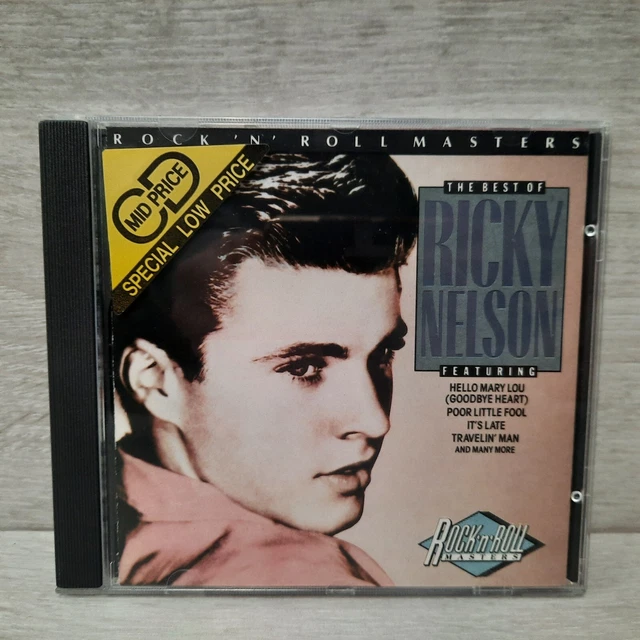 ROCK 'N' ROLL MASTERS
CD
MID PRICE
SPECIAL LOW PRICE
THE BEST OF
RICKY
NELSON
FEATURING
HELLO MARY LOU
(GOODBYE HEART)
POOR LITTLE FOOL
IT'S LATE
TRAVELIN' MAN
AND MANY MORE
ROCK'n'ROLL
MASTERS